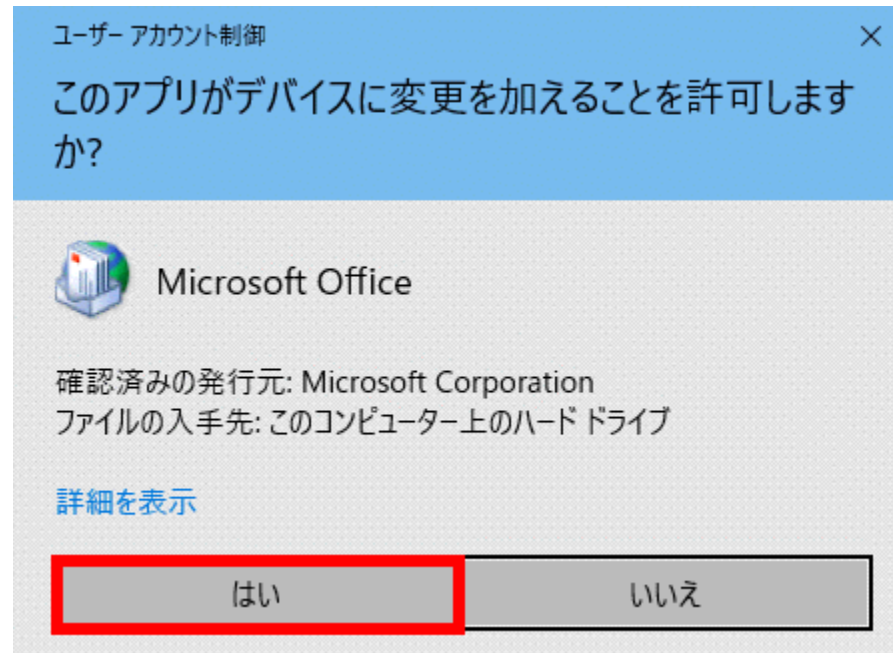 ユーザー アカウント制御
このアプリがデバイスに変更を加えることを許可します
か?
Microsoft Office
確認済みの発行元: Microsoft Corporation
ファイルの入手先: このコンピューター上のハード ドライブ
詳細を表示
はい
いいえ